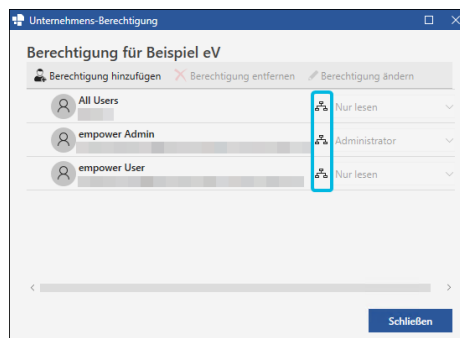 Unternehmens-Berechtigung
Berechtigung für Beispiel eV
Berechtigung hinzufügen Berechtigung entfernen Berechtigung ändern
All Users
Nur lesen
empower Admin
Administrator
empower User
Nur lesen
Schließen